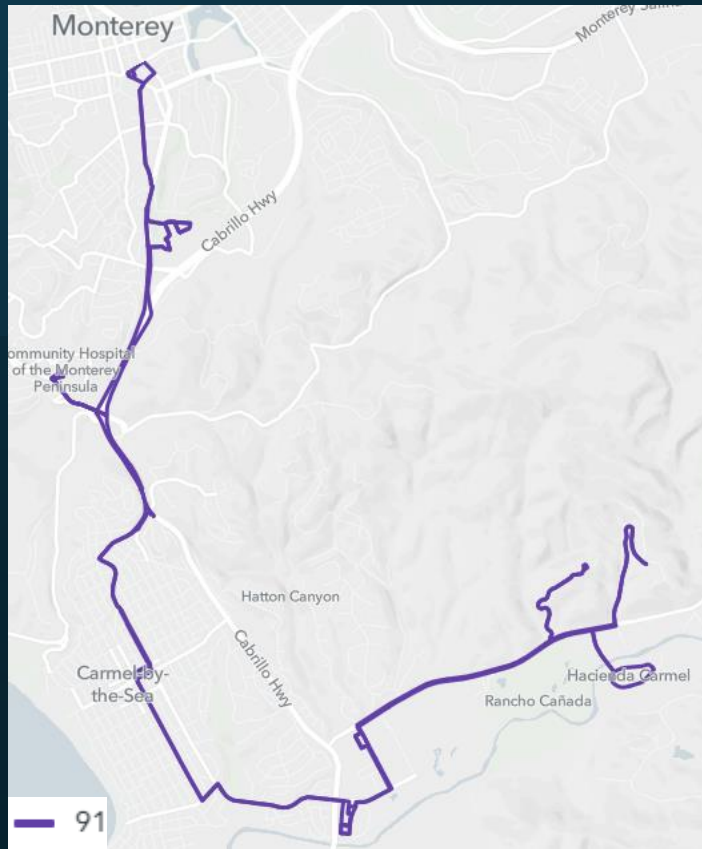 Monterey
Monterey
Cabrillo Hwy
ommunity Hospital
of the Monterey
Peninsula
Hatton Canyon
Cabrillo Hwy
Carmel-by-
the-Sea
Hacienda Carmel
Rancho Cañada
91